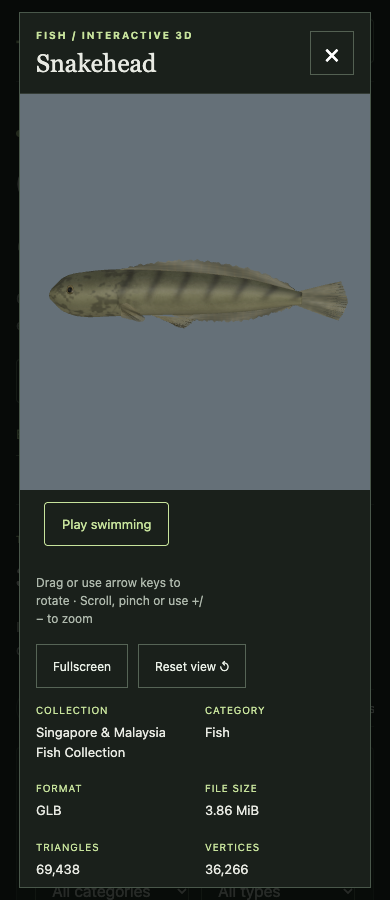 FISH / INTERACTIVE 3D
Snakehead
×
Play swimming
Drag or use arrow keys to
rotate · Scroll, pinch or use +/
− to zoom
Fullscreen
Reset view ↺
COLLECTION
Singapore & Malaysia
Fish Collection
CATEGORY
Fish
FORMAT
GLB
FILE SIZE
3.86 MiB
TRIANGLES
69,438
VERTICES
36,266
All categories
All types